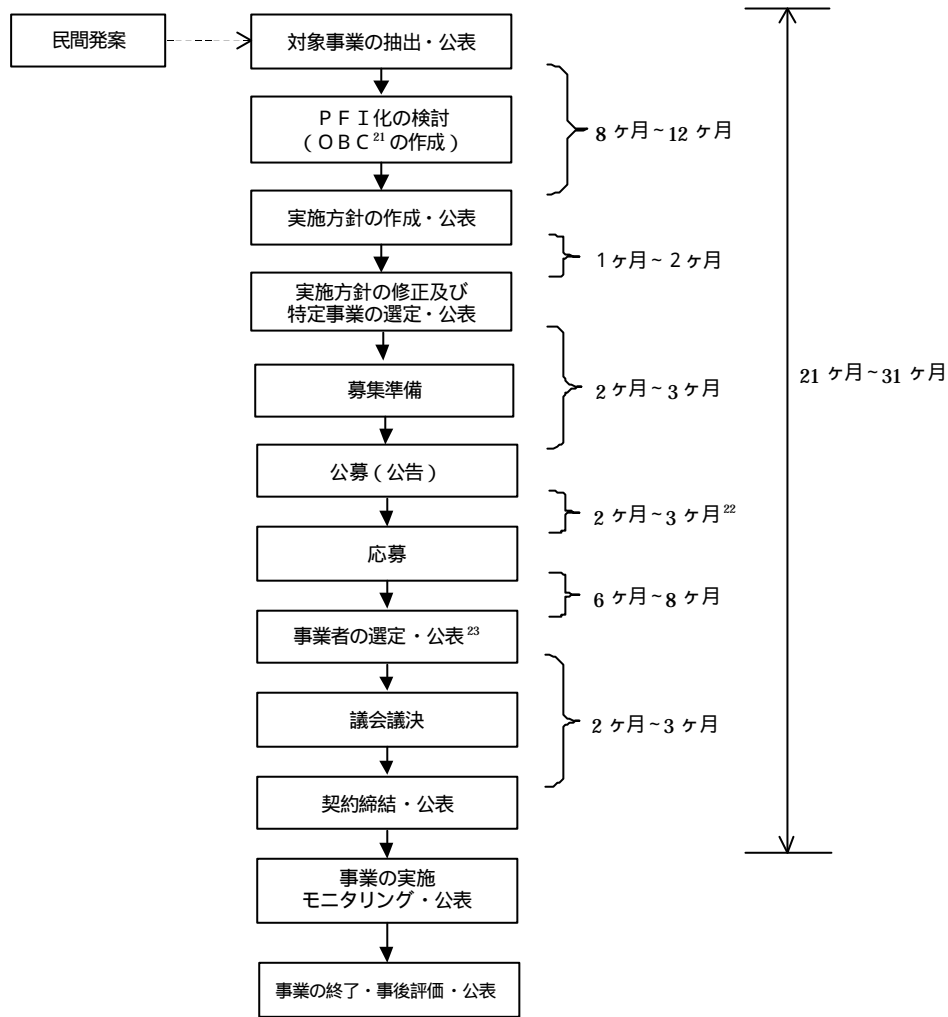 民間発案
対象事業の抽出・公表
ＰＦＩ化の検討
（ＯＢＣ21の作成）
8 ヶ月~12 ヶ月
実施方針の作成・公表
1 ヶ月~ 2 ヶ月
実施方針の修正及び
特定事業の選定・公表
募集準備
2 ヶ月~3 ヶ月
21 ヶ月~31 ヶ月
公募（公告）
2 ヶ月~3 ヶ月22
応募
6 ヶ月~8 ヶ月
事業者の選定・公表23
議会議決
2 ヶ月~3 ヶ月
契約締結・公表
事業の実施
モニタリング・公表
事業の終了・事後評価・公表